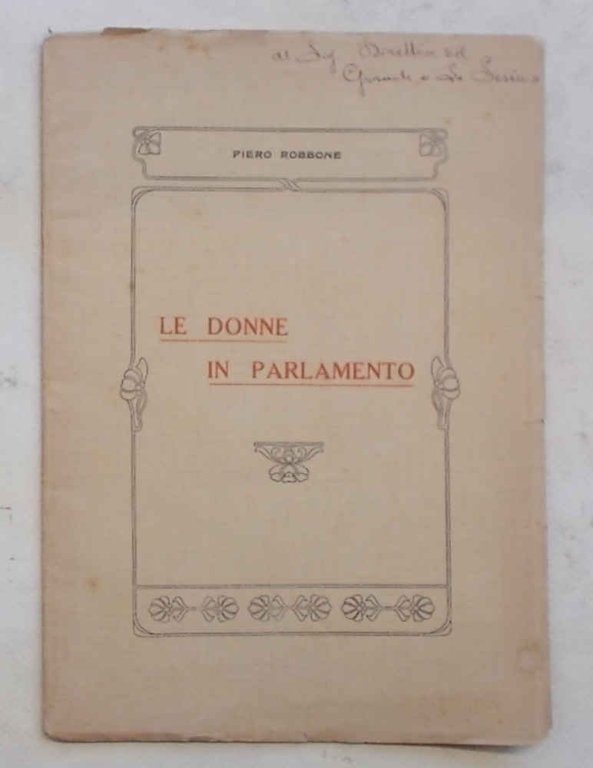 al Sig Direttore del
PIERO ROBBONE
LE DONNE
IN PARLAMENTO